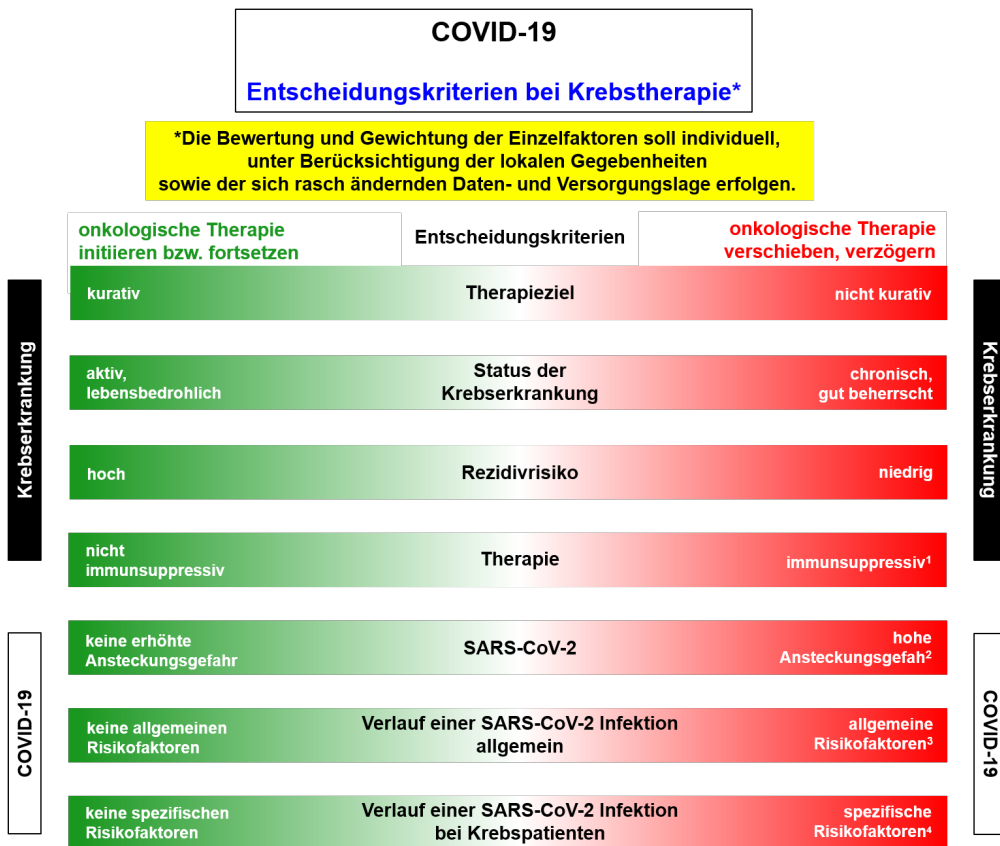 COVID-19
Entscheidungskriterien bei Krebstherapie*
*Die Bewertung und Gewichtung der Einzelfaktoren soll individuell,
unter Berücksichtigung der lokalen Gegebenheiten
sowie der sich rasch ändernden Daten- und Versorgungslage erfolgen.
onkologische Therapie
initiieren bzw. fortsetzen
Entscheidungskriterien
onkologische Therapie
verschieben, verzögern
Krebserkrankung
kurativ
Therapieziel
nicht kurativ
aktiv,
lebensbedrohlich
Status der
Krebserkrankung
chronisch,
gut beherrscht
hoch
Rezidivrisiko
niedrig
nicht
immunsuppressiv
Therapie
immunsuppressiv¹
Krebserkrankung
COVID-19
keine erhöhte
Ansteckungsgefahr
SARS-CoV-2
hohe
Ansteckungsgefah²
keine allgemeinen
Risikofaktoren
Verlauf einer SARS-CoV-2 Infektion
allgemein
allgemeine
Risikofaktoren³
keine spezifischen
Risikofaktoren
Verlauf einer SARS-CoV-2 Infektion
bei Krebspatienten
spezifische
Risikofaktoren⁴
COVID-19